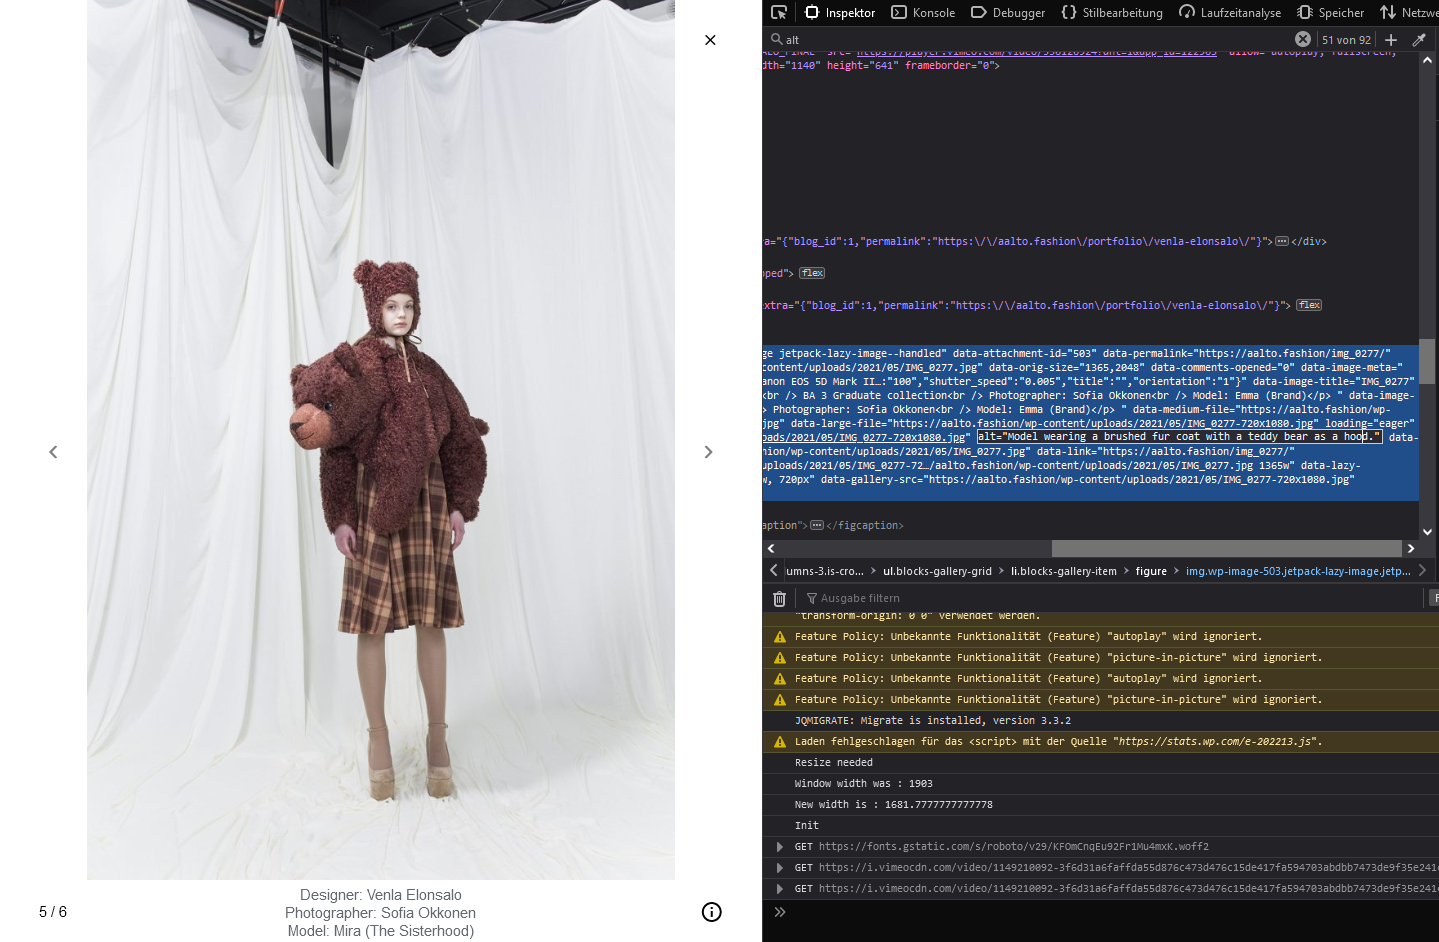 ×
5 / 6
Designer: Venla Elonsalo
Photographer: Sofia Okkonen
Model: Mira (The Sisterhood)
Inspektor Konsole Debugger Stilbearbeitung Laufzeitanalyse Speicher Netzwe
alt 51 von 92
dth="1140" height="641" frameborder="0">
ra="{"blog_id":1,"permalink":"https:\/\/aalto.fashion\/portfolio\/venla-elonsalo\/"}"> </div>
pped"> flex
extra="{"blog_id":1,"permalink":"https:\/\/aalto.fashion\/portfolio\/venla-elonsalo\/"}"> flex
ge jetpack-lazy-image--handled" data-attachment-id="503" data-permalink="https://aalto.fashion/img_0277/"
content/uploads/2021/05/IMG_0277.jpg" data-orig-size="1365,2048" data-comments-opened="0" data-image-meta="
anon EOS 5D Mark II…:"100","shutter_speed":"0.005","title":"","orientation":"1"}" data-image-title="IMG_0277"
<br /> BA 3 Graduate collection<br /> Photographer: Sofia Okkonen<br /> Model: Emma (Brand)</p> " data-image-
> Photographer: Sofia Okkonen<br /> Model: Emma (Brand)</p> " data-medium-file="https://aalto.fashion/wp-
jpg" data-large-file="https://aalto.fashion/wp-content/uploads/2021/05/IMG_0277-720x1080.jpg" loading="eager"
oads/2021/05/IMG_0277-720x1080.jpg" alt="Model wearing a brushed fur coat with a teddy bear as a hood." data-
hion/wp-content/uploads/2021/05/IMG_0277.jpg" data-link="https://aalto.fashion/img_0277/"
uploads/2021/05/IMG_0277-72…/aalto.fashion/wp-content/uploads/2021/05/IMG_0277.jpg 1365w" data-lazy-
w, 720px" data-gallery-src="https://aalto.fashion/wp-content/uploads/2021/05/IMG_0277-720x1080.jpg"
aption"> </figcaption>
umns-3.is-cro... > ul.blocks-gallery-grid > li.blocks-gallery-item > figure > img.wp-image-503.jetpack-lazy-image.jetp...
Ausgabe filtern
"transform-origin: 0 0" verwendet werden.
Feature Policy: Unbekannte Funktionalität (Feature) "autoplay" wird ignoriert.
Feature Policy: Unbekannte Funktionalität (Feature) "picture-in-picture" wird ignoriert.
Feature Policy: Unbekannte Funktionalität (Feature) "autoplay" wird ignoriert.
Feature Policy: Unbekannte Funktionalität (Feature) "picture-in-picture" wird ignoriert.
JQMIGRATE: Migrate is installed, version 3.3.2
Laden fehlgeschlagen für das <script> mit der Quelle "https://stats.wp.com/e-202213.js".
Resize needed
Window width was : 1903
New width is : 1681.7777777777778
Init
GET https://fonts.gstatic.com/s/roboto/v29/KFOmCnqEu92Fr1Mu4mxK.woff2
GET https://i.vimeocdn.com/video/1149210092-3f6d31a6faffda55d876c473d476c15de417fa594703abdbb7473de9f35e241
GET https://i.vimeocdn.com/video/1149210092-3f6d31a6faffda55d876c473d476c15de417fa594703abdbb7473de9f35e241